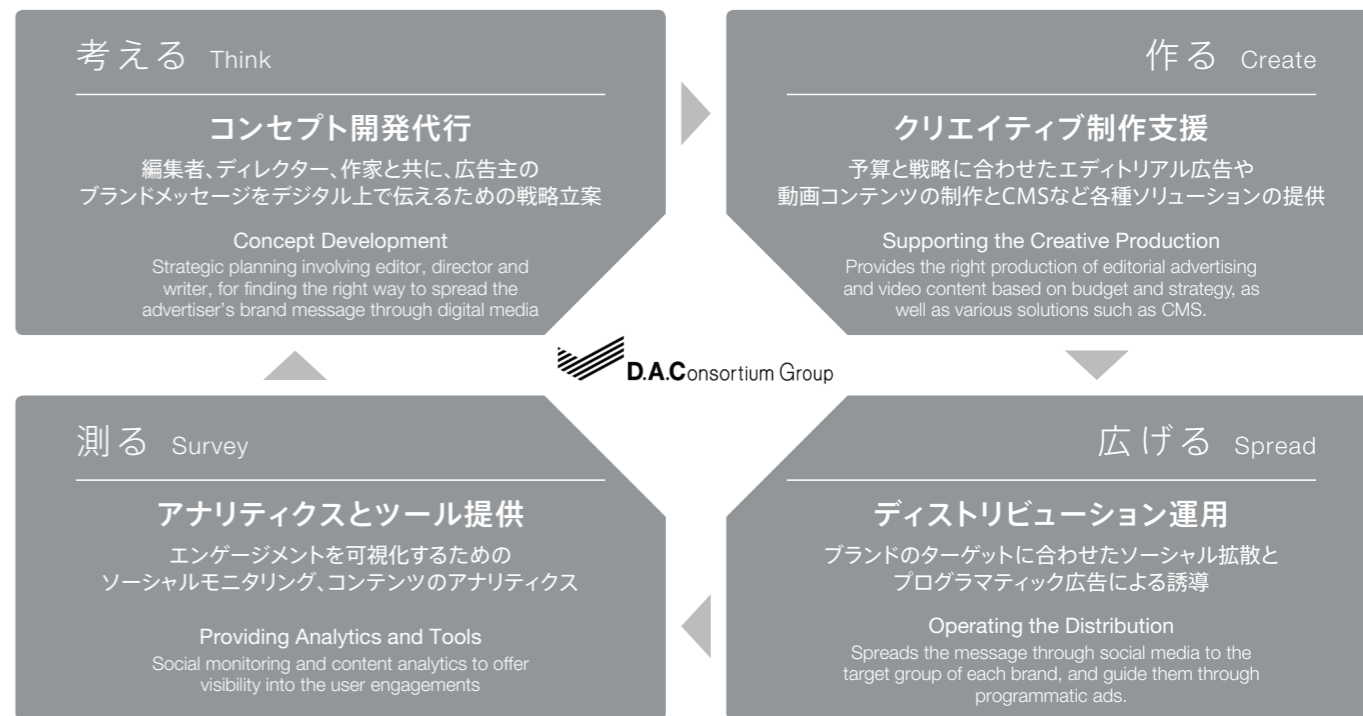 考える Think
コンセプト開発代行
編集者、ディレクター、作家と共に、広告主の
ブランドメッセージをデジタル上で伝えるための戦略立案
Concept Development
Strategic planning involving editor, director and
writer, for finding the right way to spread the
advertiser's brand message through digital media
作る Create
クリエイティブ制作支援
予算と戦略に合わせたエディトリアル広告や
動画コンテンツの制作とCMSなど各種ソリューションの提供
Supporting the Creative Production
Provides the right production of editorial advertising
and video content based on budget and strategy, as
well as various solutions such as CMS.
D.A.Consortium Group
測る Survey
アナリティクスとツール提供
エンゲージメントを可視化するための
ソーシャルモニタリング、コンテンツのアナリティクス
Providing Analytics and Tools
Social monitoring and content analytics to offer
visibility into the user engagements
広げる Spread
ディストリビューション運用
ブランドのターゲットに合わせたソーシャル拡散と
プログラマティック広告による誘導
Operating the Distribution
Spreads the message through social media to the
target group of each brand, and guide them through
programmatic ads.